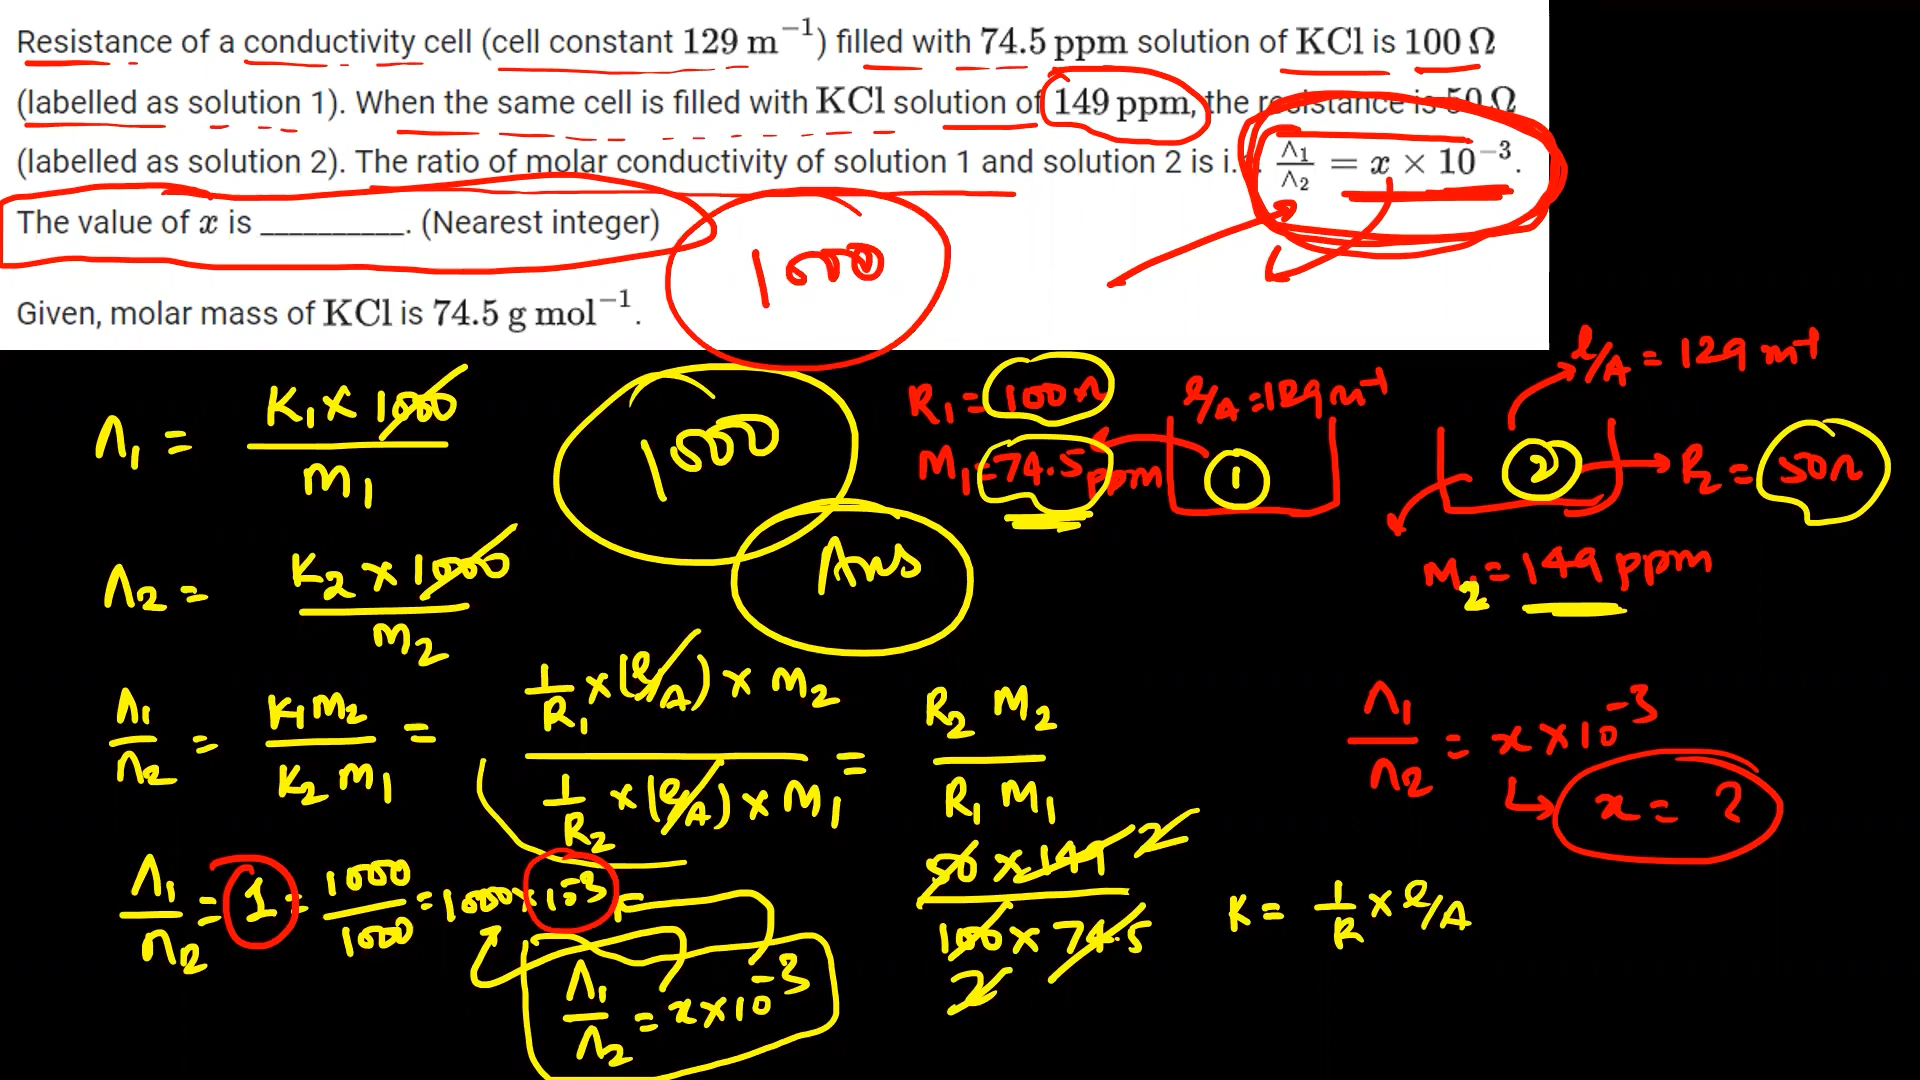 Resistance of a conductivity cell (cell constant 129 m⁻¹) filled with 74.5 ppm solution of KCl is 100 Ω
(labelled as solution 1). When the same cell is filled with KCl solution of 149 ppm, the resistance is 50 Ω
(labelled as solution 2). The ratio of molar conductivity of solution 1 and solution 2 is i. Λ₁/Λ₂ = x × 10⁻³.
The value of x is __________. (Nearest integer)
1000
Given, molar mass of KCl is 74.5 g mol⁻¹.
Λ₁ = K₁ × 1000 / M₁
1000
R₁ = 100Ω
l/A = 129 m⁻¹
l/A = 129 m⁻¹
M₁ = 74.5 ppm
1
2
R₂ = 50Ω
Λ₂ = K₂ × 1000 / M₂
Ans
M₂ = 149 ppm
Λ₁/Λ₂ = K₁ M₂ / K₂ M₁ = 1/R₁ × (l/A) × M₂ / 1/R₂ × (l/A) × M₁ = R₂ M₂ / R₁ M₁
Λ₁/Λ₂ = x × 10⁻³
x = ?
50 × 149 2 / 100 × 74.5 2
Λ₁/Λ₂ = 1 = 1000/1000 = 1000 × 10⁻³ =
K = 1/R × l/A
Λ₁/Λ₂ = x × 10⁻³